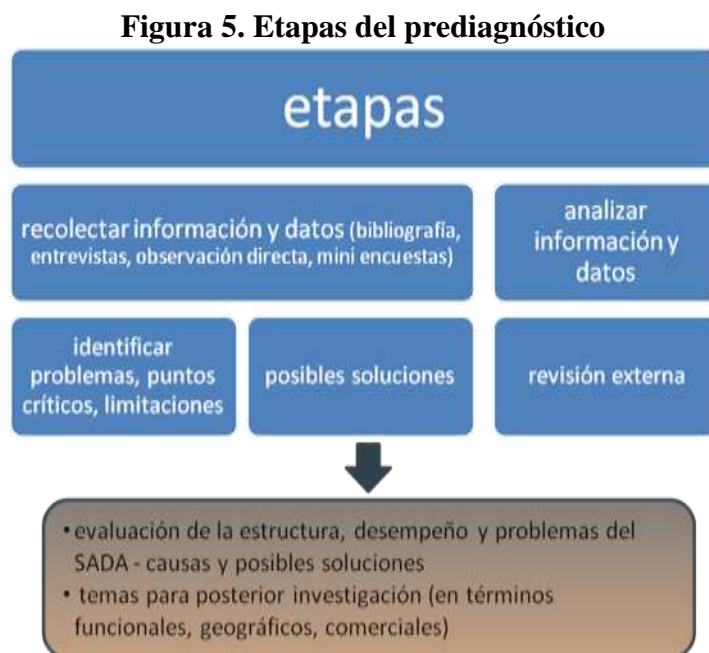 Figura 5. Etapas del prediagnóstico
etapas
recolectar información y datos (bibliografía,
entrevistas, observación directa, mini encuestas)
analizar
información y
datos
identificar
problemas, puntos
críticos, limitaciones
posibles soluciones
revisión externa
• evaluación de la estructura, desempeño y problemas del
SADA - causas y posibles soluciones
• temas para posterior investigación (en términos
funcionales, geográficos, comerciales)